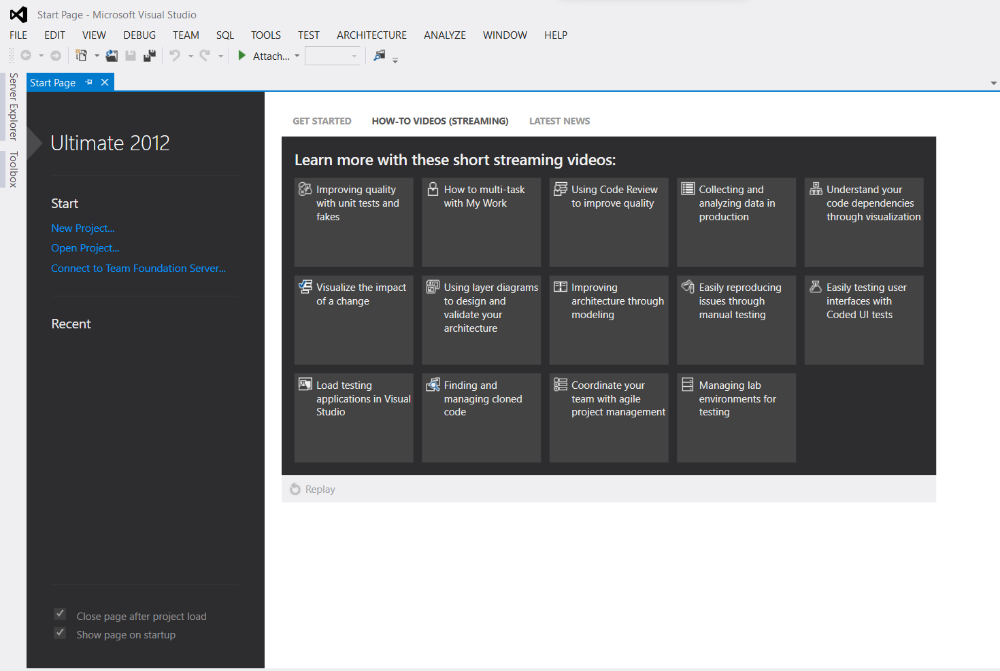 Start Page - Microsoft Visual Studio
FILE EDIT VIEW DEBUG TEAM SQL TOOLS TEST ARCHITECTURE ANALYZE WINDOW HELP
Attach...
Server Explorer
Toolbox
Start Page
Ultimate 2012
Start
New Project...
Open Project...
Connect to Team Foundation Server...
Recent
Close page after project load
Show page on startup
GET STARTED HOW-TO VIDEOS (STREAMING) LATEST NEWS
Learn more with these short streaming videos:
Improving quality
with unit tests and
fakes
How to multi-task
with My Work
Using Code Review
to improve quality
Collecting and
analyzing data in
production
Understand your
code dependencies
through visualization
Visualize the impact
of a change
Using layer diagrams
to design and
validate your
architecture
Improving
architecture through
modeling
Easily reproducing
issues through
manual testing
Easily testing user
interfaces with
Coded UI tests
Load testing
applications in Visual
Studio
Finding and
managing cloned
code
Coordinate your
team with agile
project management
Managing lab
environments for
testing
Replay